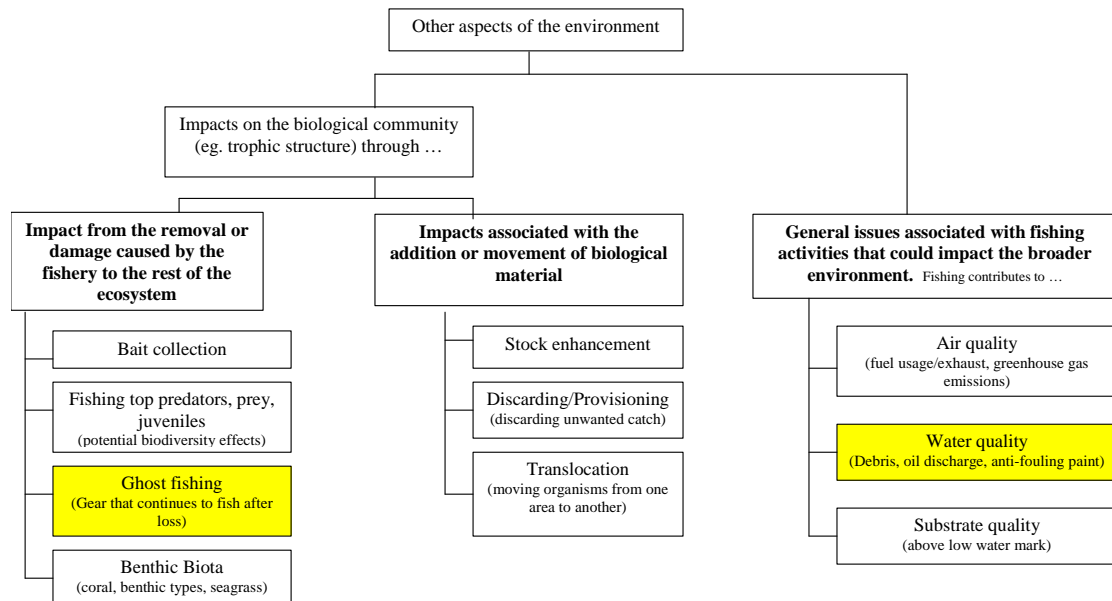 Other aspects of the environment
Impacts on the biological community
(eg. trophic structure) through …
Impact from the removal or
damage caused by the
fishery to the rest of the
ecosystem
Bait collection
Fishing top predators, prey,
juveniles
(potential biodiversity effects)
Ghost fishing
(Gear that continues to fish after
loss)
Benthic Biota
(coral, benthic types, seagrass)
Impacts associated with the
addition or movement of biological
material
Stock enhancement
Discarding/Provisioning
(discarding unwanted catch)
Translocation
(moving organisms from one
area to another)
General issues associated with fishing
activities that could impact the broader
environment. Fishing contributes to …
Air quality
(fuel usage/exhaust, greenhouse gas
emissions)
Water quality
(Debris, oil discharge, anti-fouling paint)
Substrate quality
(above low water mark)